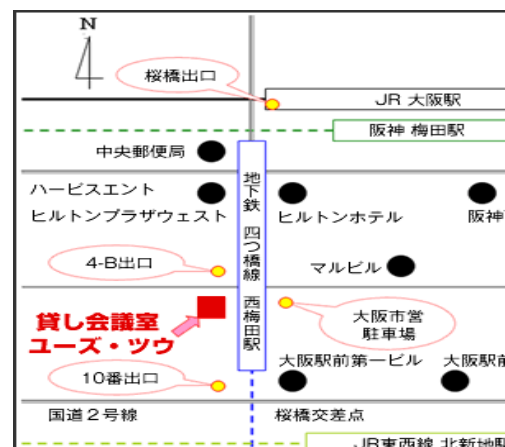 N
桜橋出口
JR 大阪駅
阪神 梅田駅
中央郵便局
地下鉄 四つ橋線 西梅田駅
ハービスエント
ヒルトンプラザウェスト
ヒルトンホテル
阪神
4-B出口
マルビル
貸し会議室
ユーズ・ツウ
大阪市営
駐車場
大阪駅前第一ビル
大阪駅前
10番出口
国道2号線
桜橋交差点
JR東西線 北新地駅